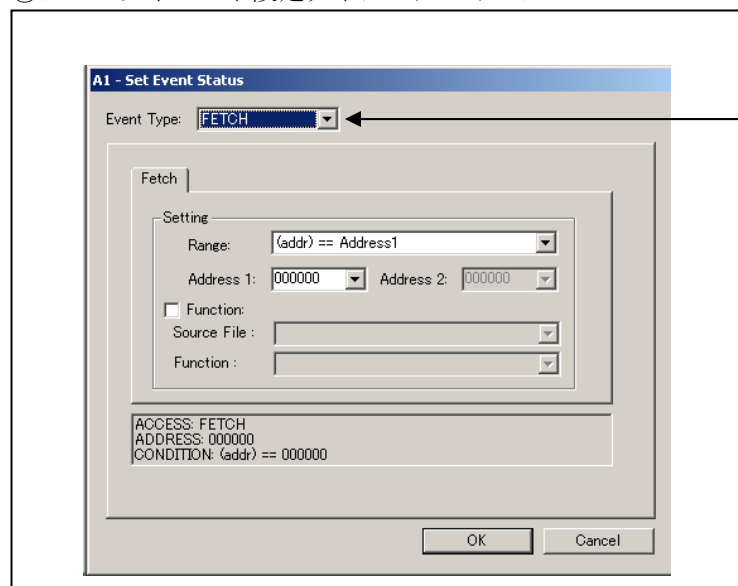 A1 - Set Event Status
Event Type: FETCH
Fetch
Setting
Range: (addr) == Address1
Address 1: 000000 Address 2: 000000
Function:
Source File :
Function :
ACCESS: FETCH
ADDRESS: 000000
CONDITION: (addr) == 000000
OK Cancel